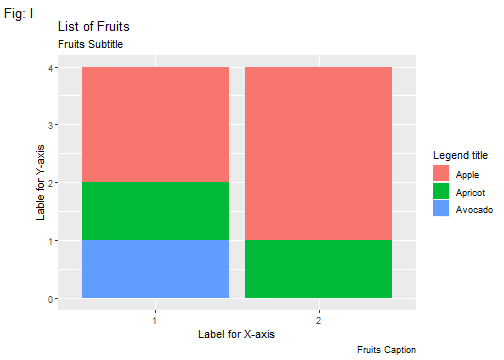 Fig: I
List of Fruits
Fruits Subtitle
4
3
2
1
0
Lable for Y-axis
1
2
Label for X-axis
Legend title
Apple
Apricot
Avocado
Fruits Caption